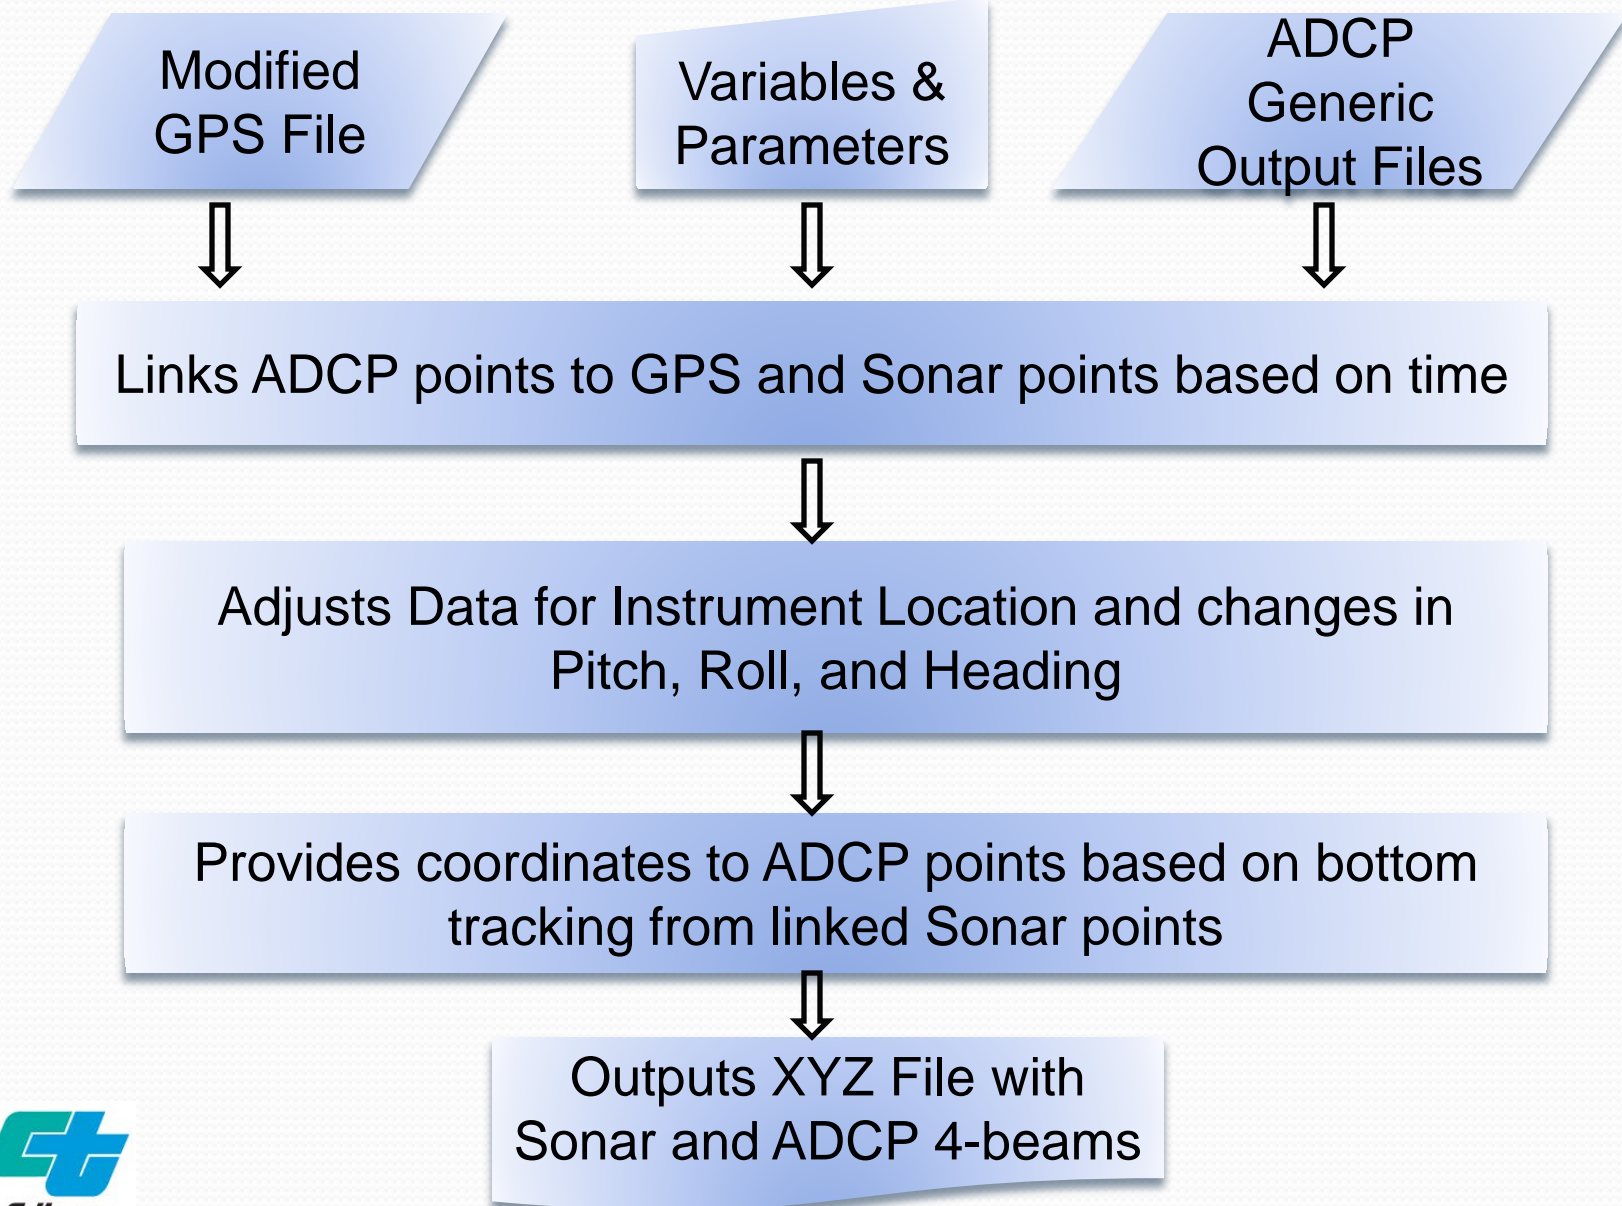 Modified
GPS File
Variables &
Parameters
ADCP
Generic
Output Files
Links ADCP points to GPS and Sonar points based on time
Adjusts Data for Instrument Location and changes in
Pitch, Roll, and Heading
Provides coordinates to ADCP points based on bottom
tracking from linked Sonar points
Outputs XYZ File with
Sonar and ADCP 4-beams